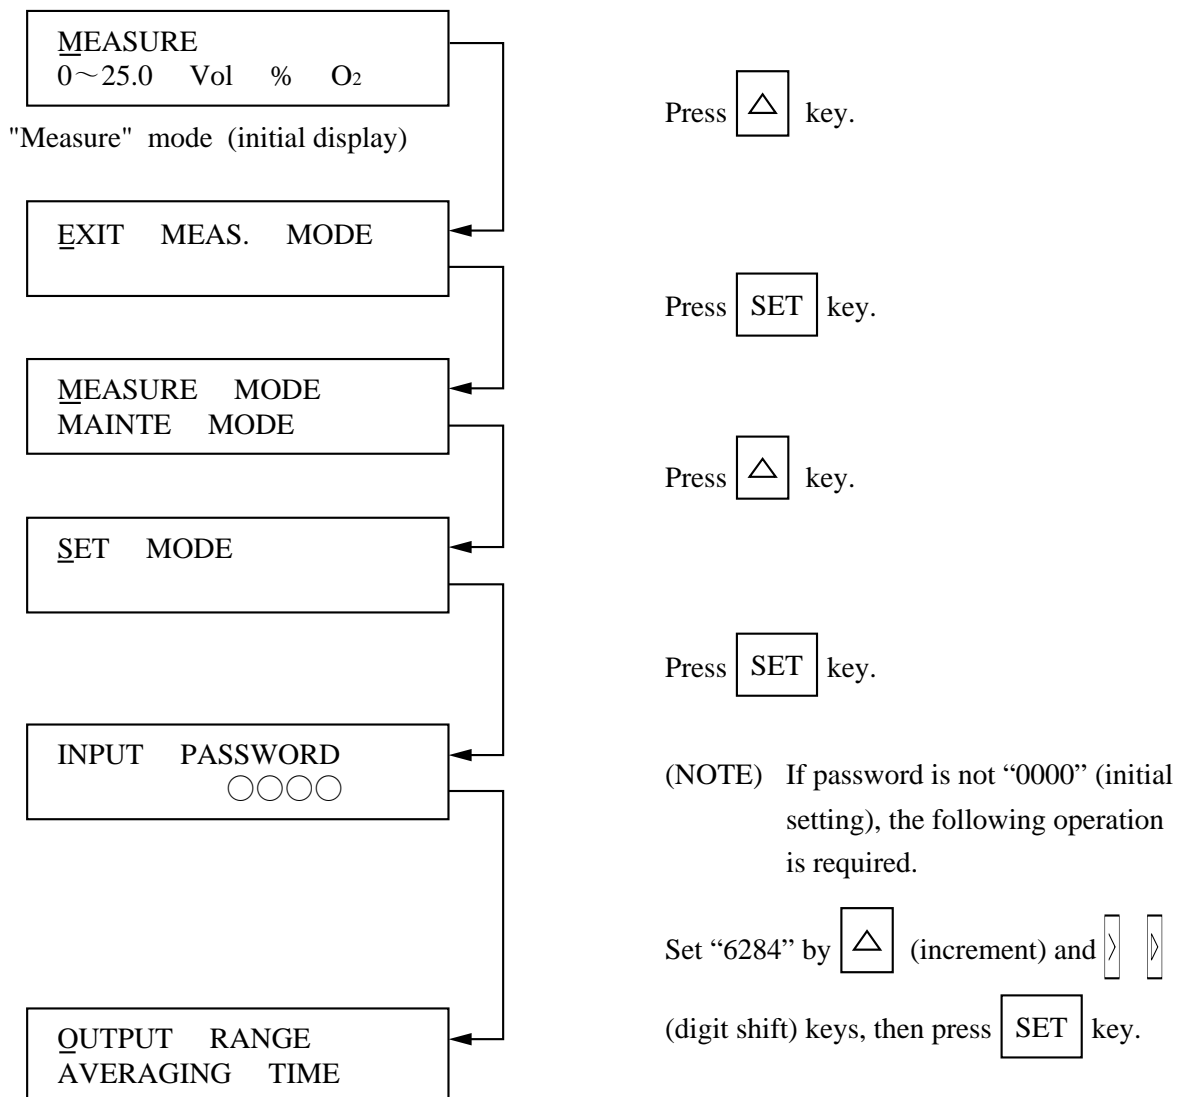 MEASURE
0～25.0 Vol % O₂
"Measure" mode (initial display)
Press △ key.
EXIT MEAS. MODE
Press SET key.
MEASURE MODE
MAINTE MODE
Press △ key.
SET MODE
Press SET key.
INPUT PASSWORD
○○○○
(NOTE) If password is not “0000” (initial
setting), the following operation
is required.
Set “6284” by △ (increment) and
(digit shift) keys, then press SET key.
OUTPUT RANGE
AVERAGING TIME